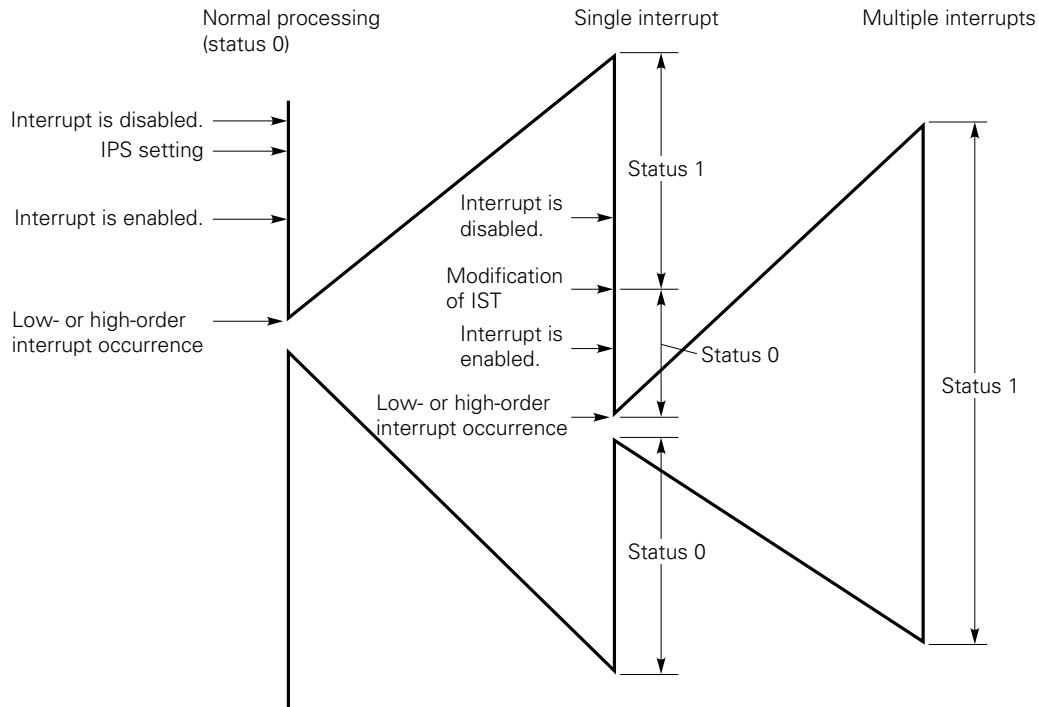 Normal processing
(status 0)
Single interrupt
Multiple interrupts
Interrupt is disabled.
IPS setting
Interrupt is enabled.
Low- or high-order
interrupt occurrence
Status 1
Interrupt is
disabled.
Modification
of IST
Interrupt is
enabled.
Status 0
Low- or high-order
interrupt occurrence
Status 0
Status 1